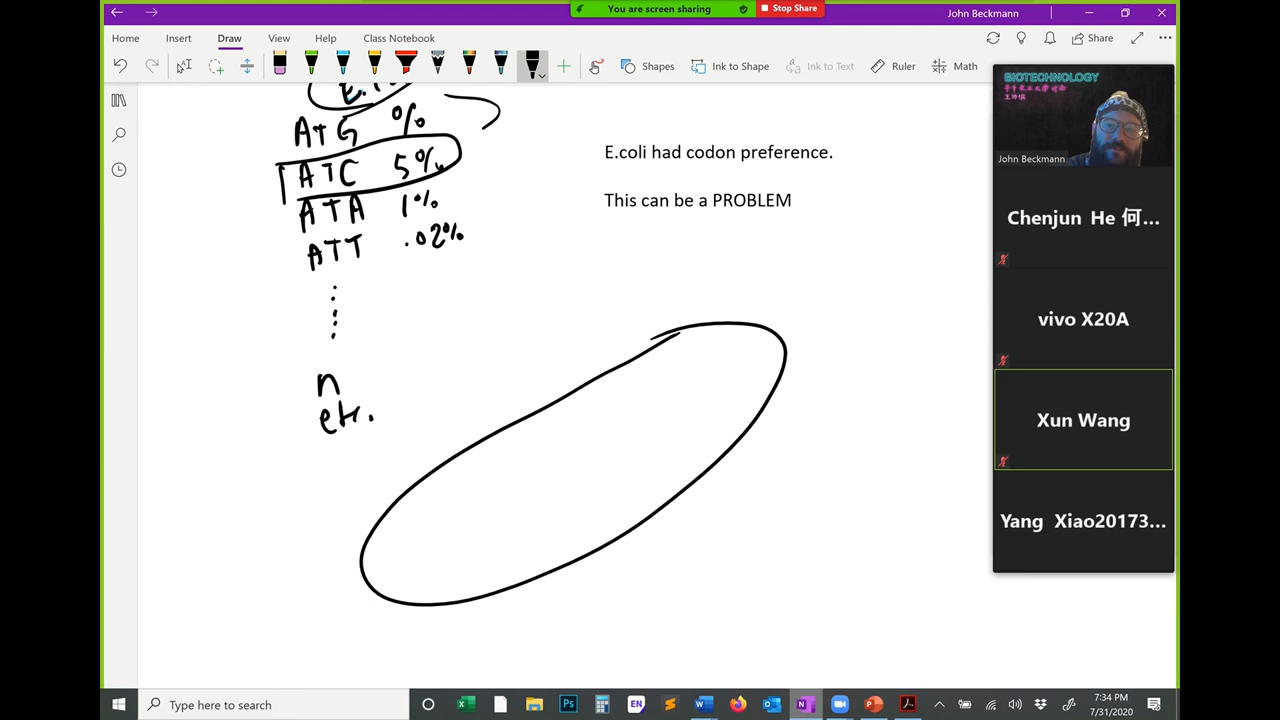 You are screen sharing
Stop Share
John Beckmann
Home Insert Draw View Help Class Notebook
Share
Shapes Ink to Shape Ink to Text Ruler Math
BIOTECHNOLOGY
John Beckmann
Chenjun He 何...
vivo X20A
Xun Wang
Yang Xiao20173...
ATG %
ATC 5%
ATA 1%
ATT .02%
n
etc.
E.coli had codon preference.
This can be a PROBLEM
Type here to search
EN
7:34 PM
7/31/2020